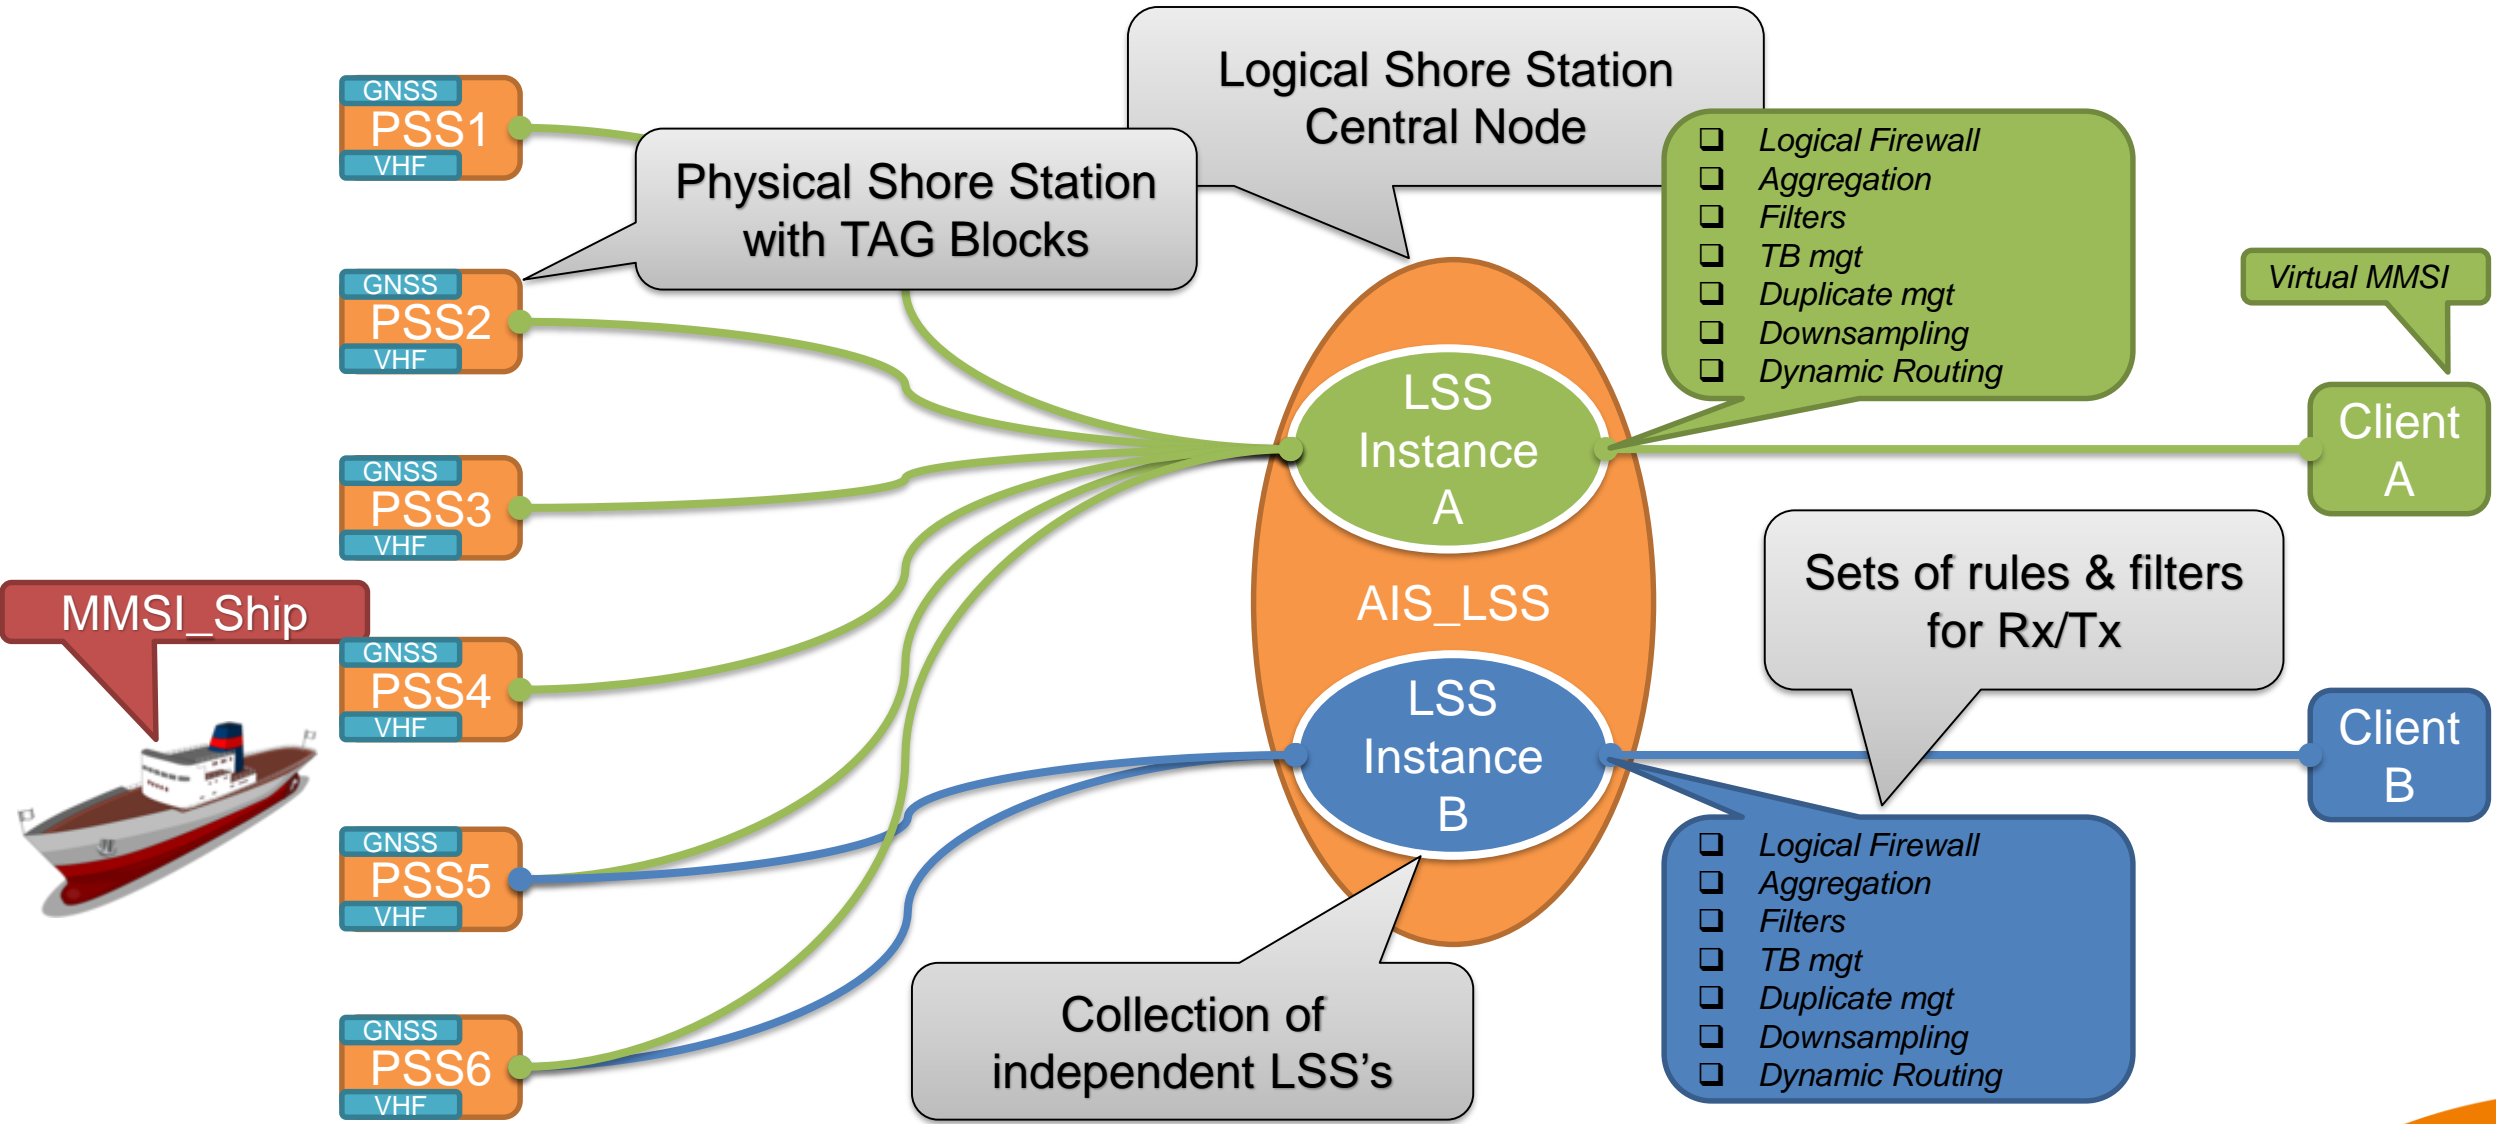 Logical Shore Station
Central Node
GNSS
PSS1
VHF
Physical Shore Station
with TAG Blocks
Logical Firewall
Aggregation
Filters
TB mgt
Duplicate mgt
Downsampling
Dynamic Routing
Virtual MMSI
GNSS
PSS2
VHF
LSS
Instance
A
Client
A
GNSS
PSS3
VHF
MMSI_Ship
AIS_LSS
Sets of rules & filters
for Rx/Tx
GNSS
PSS4
VHF
LSS
Instance
B
Client
B
GNSS
PSS5
VHF
Logical Firewall
Aggregation
Filters
TB mgt
Duplicate mgt
Downsampling
Dynamic Routing
Collection of
independent LSS’s
GNSS
PSS6
VHF